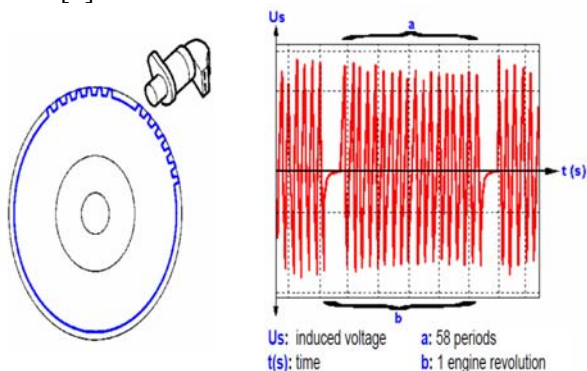 Us
a
t (s)
b
Us: induced voltage a: 58 periods
t(s): time b: 1 engine revolution